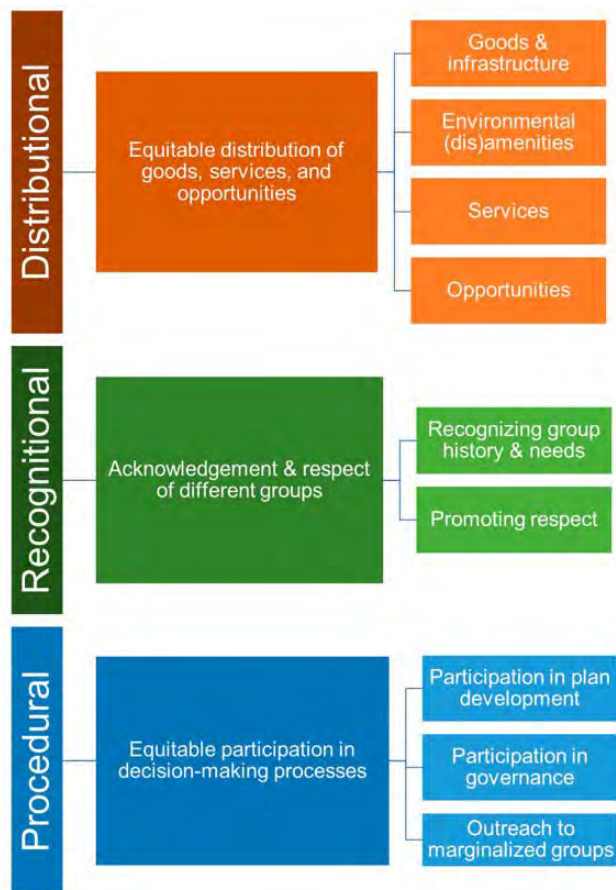 Distributional
Equitable distribution of
goods, services, and
opportunities
Goods &
infrastructure
Environmental
(dis)amenities
Services
Opportunities
Recognitional
Acknowledgement & respect
of different groups
Recognizing group
history & needs
Promoting respect
Procedural
Equitable participation in
decision-making processes
Participation in plan
development
Participation in
governance
Outreach to
marginalized groups